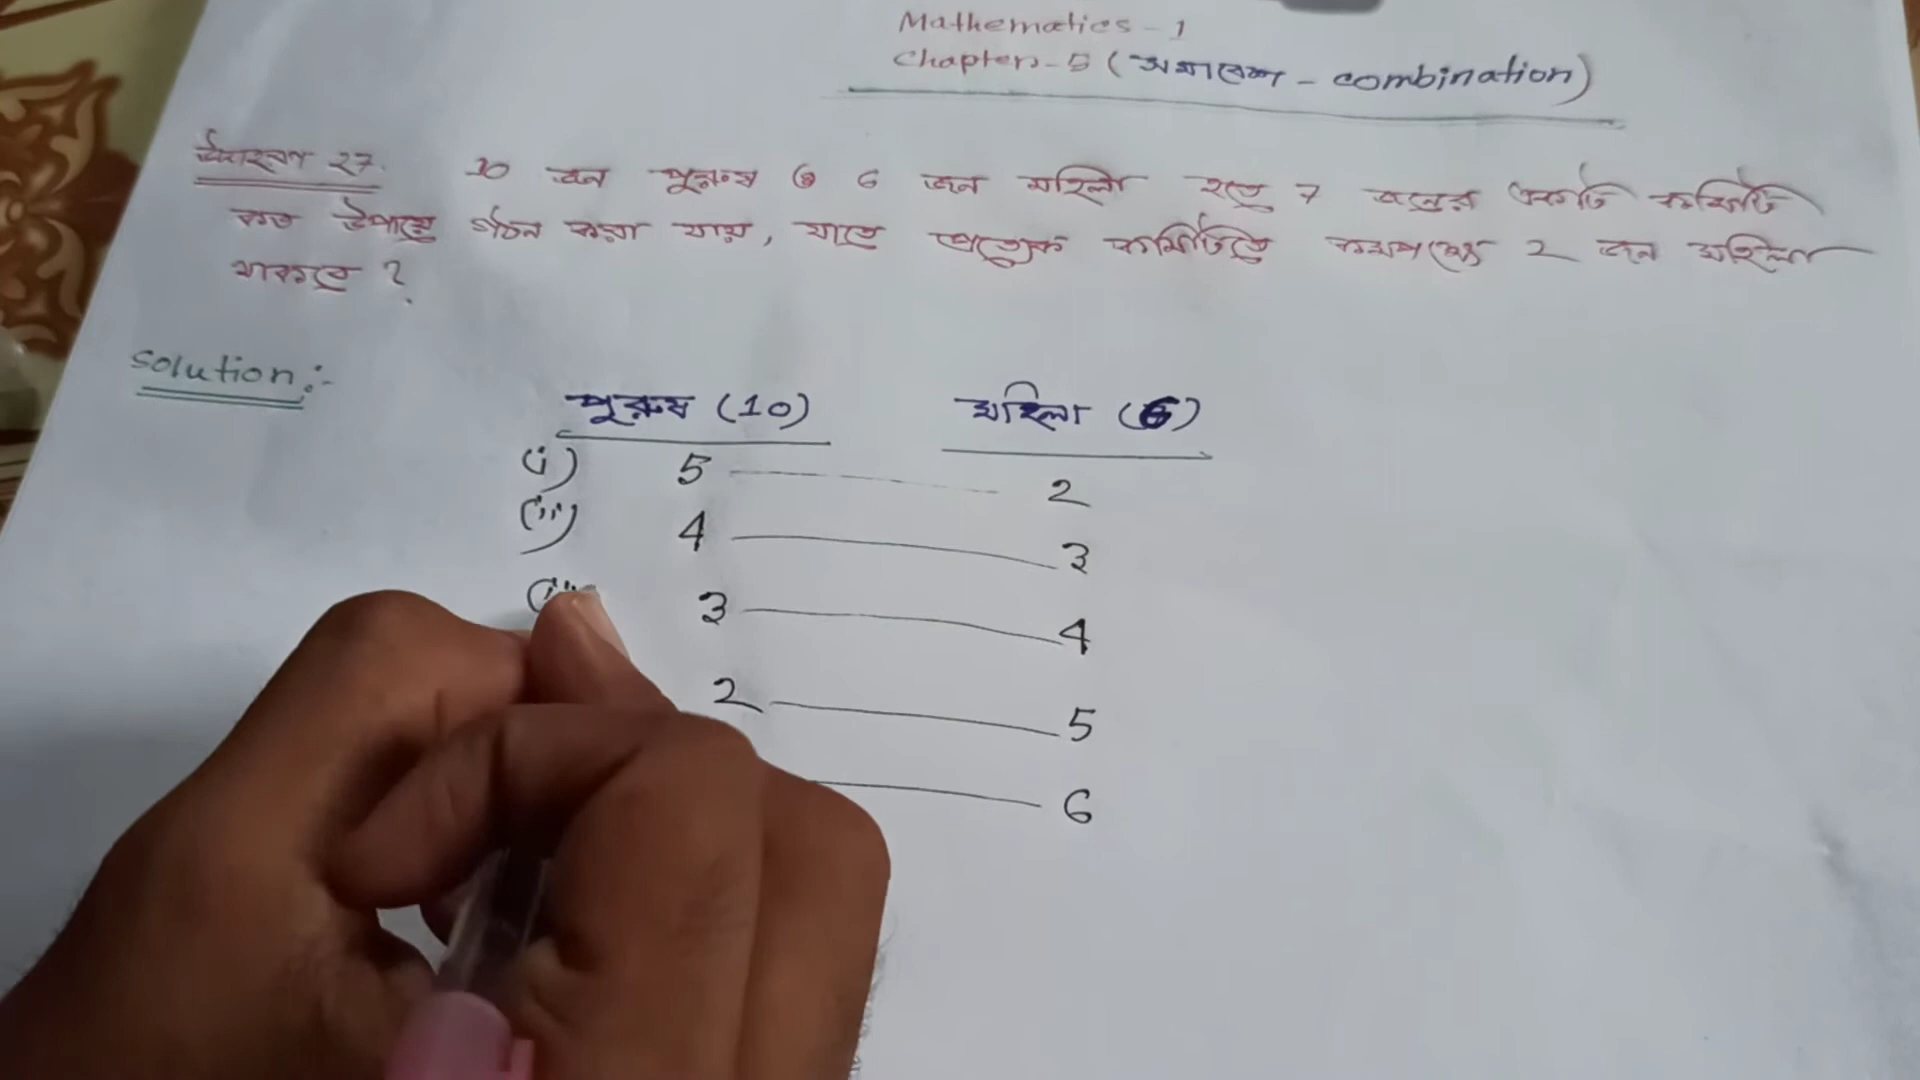 Mathematics - 1
Chapter - 5 (সমাবেশ - combination)
উদাহরণ 27. 10 জন পুরুষ ও 6 জন মহিলা হতে 7 জনের একটি কমিটি
কত উপায়ে গঠন করা যায়, যাতে প্রত্যেক কমিটিতে কমপক্ষে 2 জন মহিলা
থাকবে ?
Solution :-
পুরুষ (10) মহিলা (6)
(i) 5 2
(ii) 4 3
3 4
2 5
6